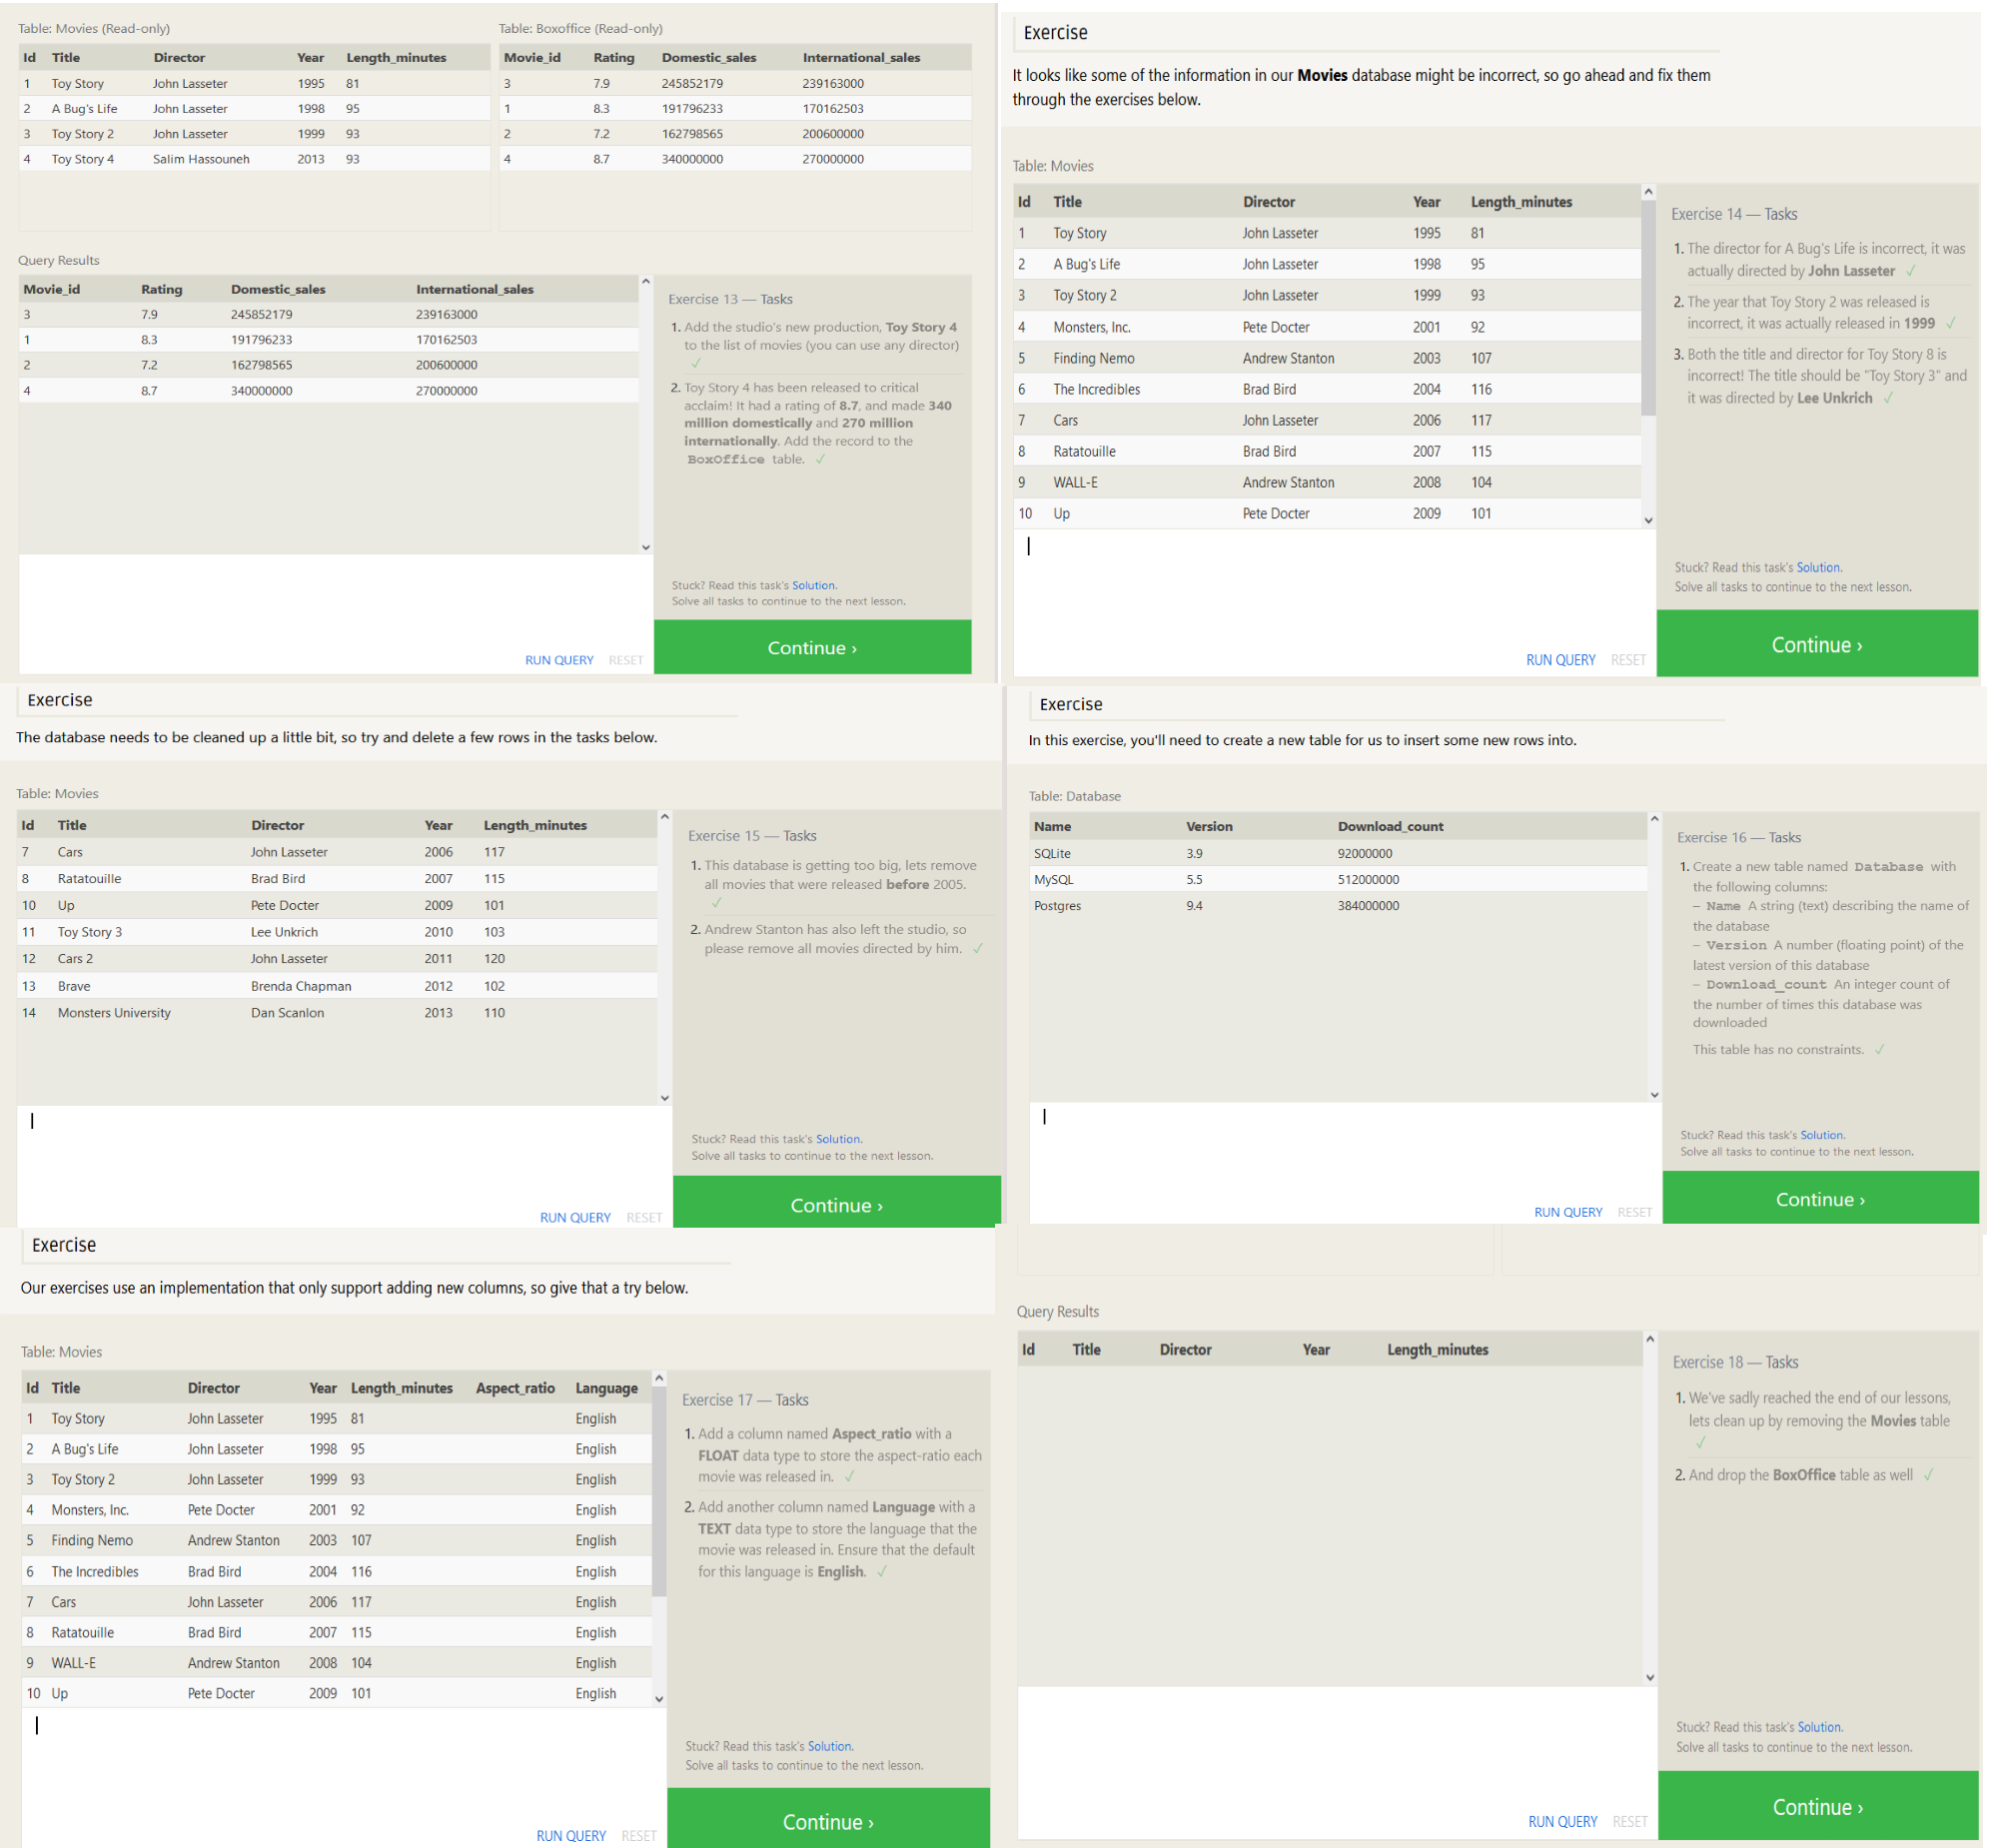 Table: Movies (Read-only)
Id Title Director Year Length_minutes
1 Toy Story John Lasseter 1995 81
2 A Bug's Life John Lasseter 1998 95
3 Toy Story 2 John Lasseter 1999 93
4 Toy Story 4 Salim Hassouneh 2013 93
Table: Boxoffice (Read-only)
Movie_id Rating Domestic_sales International_sales
3 7.9 245852179 239163000
1 8.3 191796233 170162503
2 7.2 162798565 200600000
4 8.7 340000000 270000000
Query Results
Movie_id Rating Domestic_sales International_sales
3 7.9 245852179 239163000
1 8.3 191796233 170162503
2 7.2 162798565 200600000
4 8.7 340000000 270000000
RUN QUERY RESET
Exercise 13 — Tasks
1. Add the studio's new production, Toy Story 4
to the list of movies (you can use any director)
✓
2. Toy Story 4 has been released to critical
acclaim! It had a rating of 8.7, and made 340
million domestically and 270 million
internationally. Add the record to the
BoxOffice table. ✓
Stuck? Read this task's Solution.
Solve all tasks to continue to the next lesson.
Continue ›
Exercise
It looks like some of the information in our Movies database might be incorrect, so go ahead and fix them
through the exercises below.
Table: Movies
Id Title Director Year Length_minutes
1 Toy Story John Lasseter 1995 81
2 A Bug's Life John Lasseter 1998 95
3 Toy Story 2 John Lasseter 1999 93
4 Monsters, Inc. Pete Docter 2001 92
5 Finding Nemo Andrew Stanton 2003 107
6 The Incredibles Brad Bird 2004 116
7 Cars John Lasseter 2006 117
8 Ratatouille Brad Bird 2007 115
9 WALL-E Andrew Stanton 2008 104
10 Up Pete Docter 2009 101
RUN QUERY RESET
Exercise 14 — Tasks
1. The director for A Bug's Life is incorrect, it was
actually directed by John Lasseter ✓
2. The year that Toy Story 2 was released is
incorrect, it was actually released in 1999 ✓
3. Both the title and director for Toy Story 8 is
incorrect! The title should be "Toy Story 3" and
it was directed by Lee Unkrich ✓
Stuck? Read this task's Solution.
Solve all tasks to continue to the next lesson.
Continue ›
Exercise
The database needs to be cleaned up a little bit, so try and delete a few rows in the tasks below.
Table: Movies
Id Title Director Year Length_minutes
7 Cars John Lasseter 2006 117
8 Ratatouille Brad Bird 2007 115
10 Up Pete Docter 2009 101
11 Toy Story 3 Lee Unkrich 2010 103
12 Cars 2 John Lasseter 2011 120
13 Brave Brenda Chapman 2012 102
14 Monsters University Dan Scanlon 2013 110
RUN QUERY RESET
Exercise 15 — Tasks
1. This database is getting too big, lets remove
all movies that were released before 2005.
✓
2. Andrew Stanton has also left the studio, so
please remove all movies directed by him. ✓
Stuck? Read this task's Solution.
Solve all tasks to continue to the next lesson.
Continue ›
Exercise
In this exercise, you'll need to create a new table for us to insert some new rows into.
Table: Database
Name Version Download_count
SQLite 3.9 92000000
MySQL 5.5 512000000
Postgres 9.4 384000000
RUN QUERY RESET
Exercise 16 — Tasks
1. Create a new table named Database with
the following columns:
– Name A string (text) describing the name of
the database
– Version A number (floating point) of the
latest version of this database
– Download_count An integer count of
the number of times this database was
downloaded
This table has no constraints. ✓
Stuck? Read this task's Solution.
Solve all tasks to continue to the next lesson.
Continue ›
Exercise
Our exercises use an implementation that only support adding new columns, so give that a try below.
Table: Movies
Id Title Director Year Length_minutes Aspect_ratio Language
1 Toy Story John Lasseter 1995 81 English
2 A Bug's Life John Lasseter 1998 95 English
3 Toy Story 2 John Lasseter 1999 93 English
4 Monsters, Inc. Pete Docter 2001 92 English
5 Finding Nemo Andrew Stanton 2003 107 English
6 The Incredibles Brad Bird 2004 116 English
7 Cars John Lasseter 2006 117 English
8 Ratatouille Brad Bird 2007 115 English
9 WALL-E Andrew Stanton 2008 104 English
10 Up Pete Docter 2009 101 English
RUN QUERY RESET
Exercise 17 — Tasks
1. Add a column named Aspect_ratio with a
FLOAT data type to store the aspect-ratio each
movie was released in. ✓
2. Add another column named Language with a
TEXT data type to store the language that the
movie was released in. Ensure that the default
for this language is English. ✓
Stuck? Read this task's Solution.
Solve all tasks to continue to the next lesson.
Continue ›
Query Results
Id Title Director Year Length_minutes
RUN QUERY RESET
Exercise 18 — Tasks
1. We've sadly reached the end of our lessons,
lets clean up by removing the Movies table
✓
2. And drop the BoxOffice table as well ✓
Stuck? Read this task's Solution.
Solve all tasks to continue to the next lesson.
Continue ›